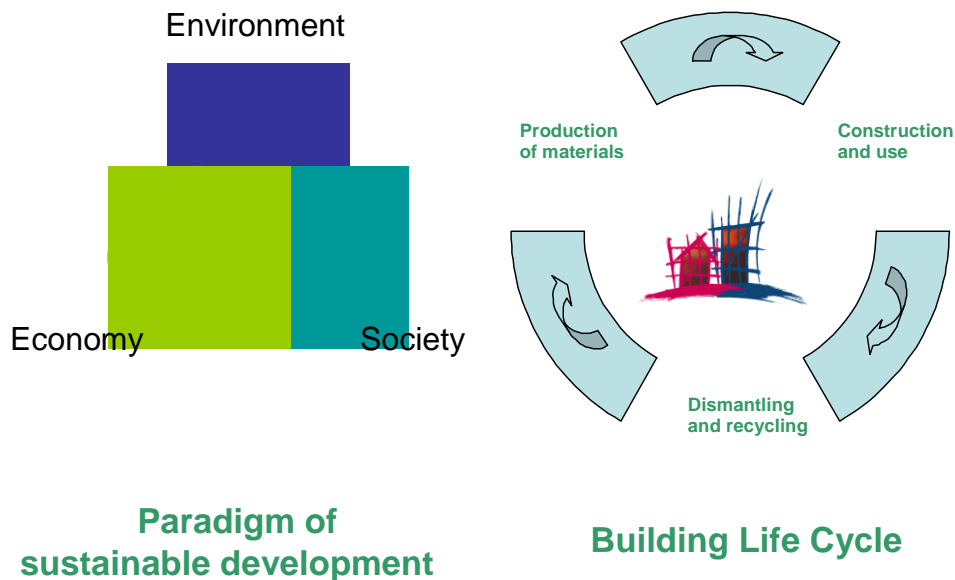 Environment
Economy
Society
Paradigm of
sustainable development
Production
of materials
Construction
and use
Dismantling
and recycling
Building Life Cycle